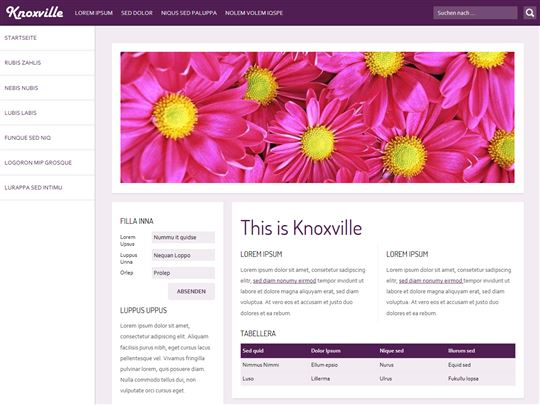 Knoxville LOREM IPSUM SED DOLOR NIQUS SED PALUPPA NOLEM VOLEM IQSPE Suchen nach ...
STARTSEITE
RUBIS ZAHLIS
NEBIS NUBIS
LUBIS LABIS
FUNQUE SED NIQ
LOGORON MIP GROSQUE
LURAPPA SED INTIMU
FILLA INNA
Lorem Upsus Nummu it quidse
Luppus Unna Nequan Loppo
Orlep Prolep
ABSENDEN
LUPPUS UPPUS
Lorem ipsum dolor sit amet,
consetetur adipiscing elit. Aliquam
facilisis purus nibh, eget cursus lacus
pellentesque vel. Vivamus fringilla
pulvinar lorem, quis posuere diam.
Nulla commodo tellus dui, non
vulputate orci cursus eget.
This is Knoxville
LOREM IPSUM
Lorem ipsum dolor sit amet, consetetur sadipscing
elitr, sed diam nonumy eirmod tempor invidunt ut
labore et dolore magna aliquyam erat, sed diam
voluptua. At vero eos et accusam et justo duo
dolores et ea rebum.
LOREM IPSUM
Lorem ipsum dolor sit amet, consetetur sadipscing
elitr, sed diam nonumy eirmod tempor invidunt ut
labore et dolore magna aliquyam erat, sed diam
voluptua. At vero eos et accusam et justo duo
dolores et ea rebum.
TABELLERA
Sed quid Dolor Ipsum Nique sed Illorum sed
Nimmus Nimmi Ellum epsio Nurus Equid sed
Luso Lillerma Ulrus Fukullu lopsa